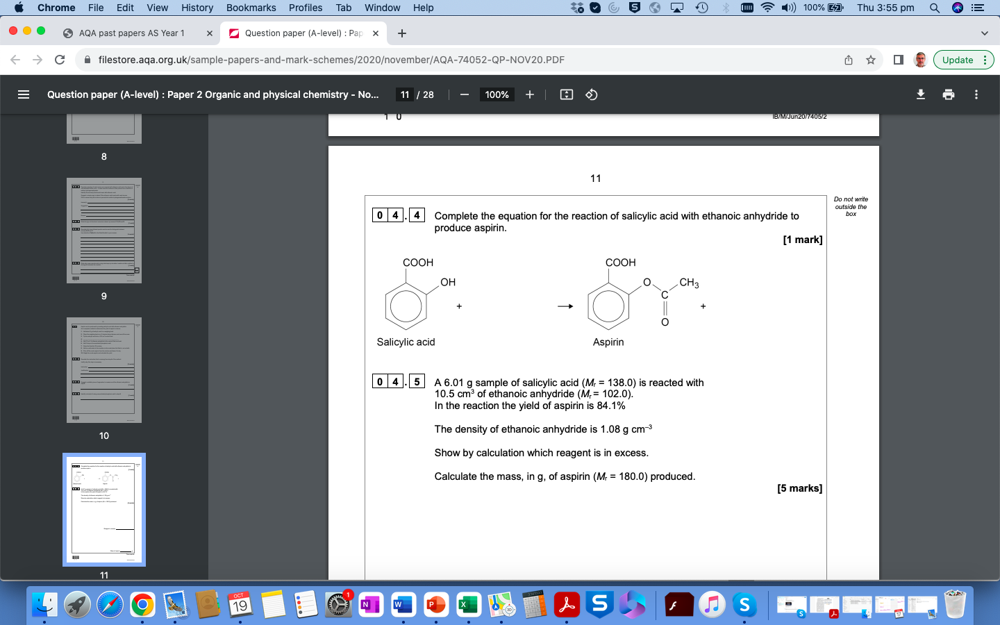 Chrome File Edit View History Bookmarks Profiles Tab Window Help 100% Thu 3:55 pm
AQA past papers AS Year 1 Question paper (A-level) : Pap
filestore.aqa.org.uk/sample-papers-and-mark-schemes/2020/november/AQA-74052-QP-NOV20.PDF Update
Question paper (A-level) : Paper 2 Organic and physical chemistry - No... 11 / 28 100%
1 0 IB/M/Jun20/7405/2
8
9
10
11
11
Do not write
outside the
box
0 4 . 4 Complete the equation for the reaction of salicylic acid with ethanoic anhydride to
produce aspirin.
[1 mark]
COOH COOH
OH O CH3
C
+ + 
O
Salicylic acid Aspirin
0 4 . 5 A 6.01 g sample of salicylic acid (Mr = 138.0) is reacted with
10.5 cm³ of ethanoic anhydride (Mr = 102.0).
In the reaction the yield of aspirin is 84.1%
The density of ethanoic anhydride is 1.08 g cm⁻³
Show by calculation which reagent is in excess.
Calculate the mass, in g, of aspirin (Mr = 180.0) produced.
[5 marks]
OCT
19
1